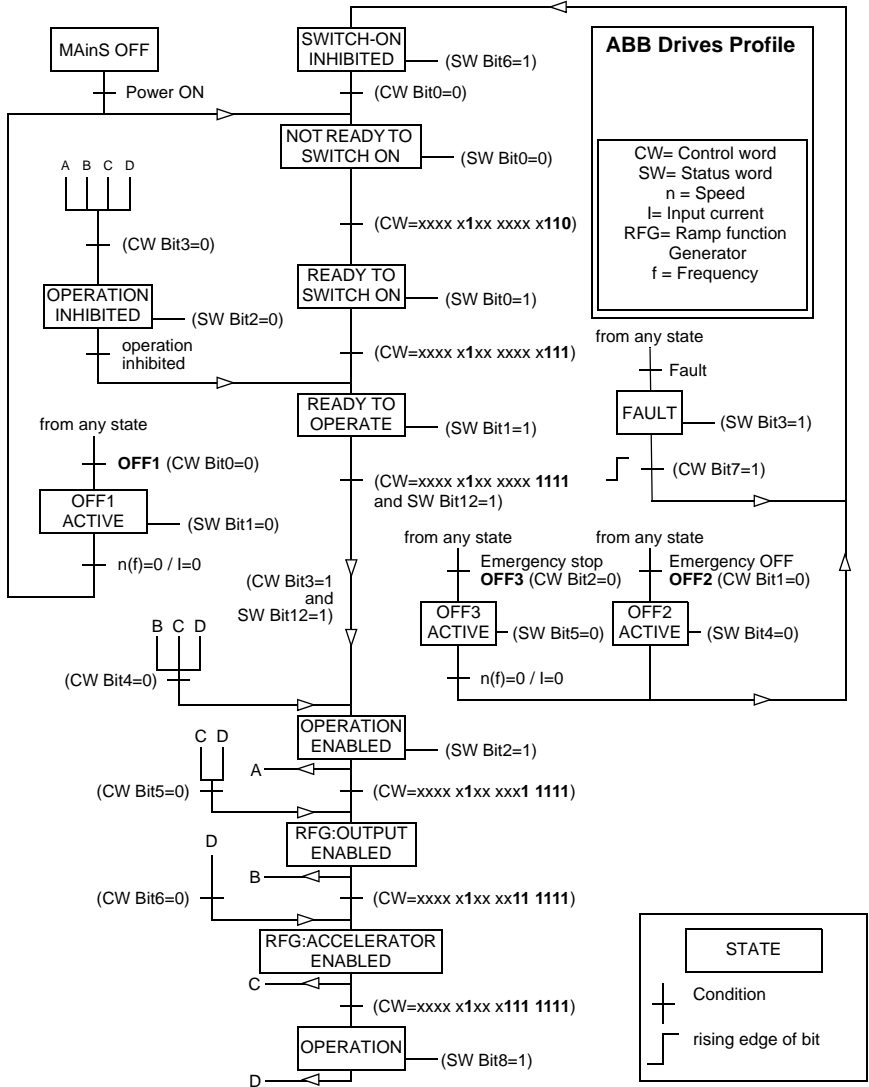 MAinS OFF
Power ON
SWITCH-ON
INHIBITED
(SW Bit6=1)
(CW Bit0=0)
NOT READY TO
SWITCH ON
(SW Bit0=0)
(CW=xxxx x1xx xxxx x110)
READY TO
SWITCH ON
(SW Bit0=1)
(CW=xxxx x1xx xxxx x111)
READY TO
OPERATE
(SW Bit1=1)
(CW=xxxx x1xx xxxx 1111
and SW Bit12=1)
ABB Drives Profile
CW= Control word
SW= Status word
n = Speed
I= Input current
RFG= Ramp function
Generator
f = Frequency
A B C D
(CW Bit3=0)
OPERATION
INHIBITED
(SW Bit2=0)
operation
inhibited
from any state
OFF1 (CW Bit0=0)
OFF1
ACTIVE
(SW Bit1=0)
n(f)=0 / I=0
from any state
Fault
FAULT
(SW Bit3=1)
(CW Bit7=1)
from any state
Emergency stop
OFF3 (CW Bit2=0)
OFF3
ACTIVE
(SW Bit5=0)
n(f)=0 / I=0
from any state
Emergency OFF
OFF2 (CW Bit1=0)
OFF2
ACTIVE
(SW Bit4=0)
(CW Bit3=1
and
SW Bit12=1)
B C D
(CW Bit4=0)
OPERATION
ENABLED
(SW Bit2=1)
A
(CW=xxxx x1xx xxx1 1111)
C D
(CW Bit5=0)
RFG:OUTPUT
ENABLED
B
(CW=xxxx x1xx xx11 1111)
D
(CW Bit6=0)
RFG:ACCELERATOR
ENABLED
C
(CW=xxxx x1xx x111 1111)
OPERATION
(SW Bit8=1)
D
STATE
Condition
rising edge of bit